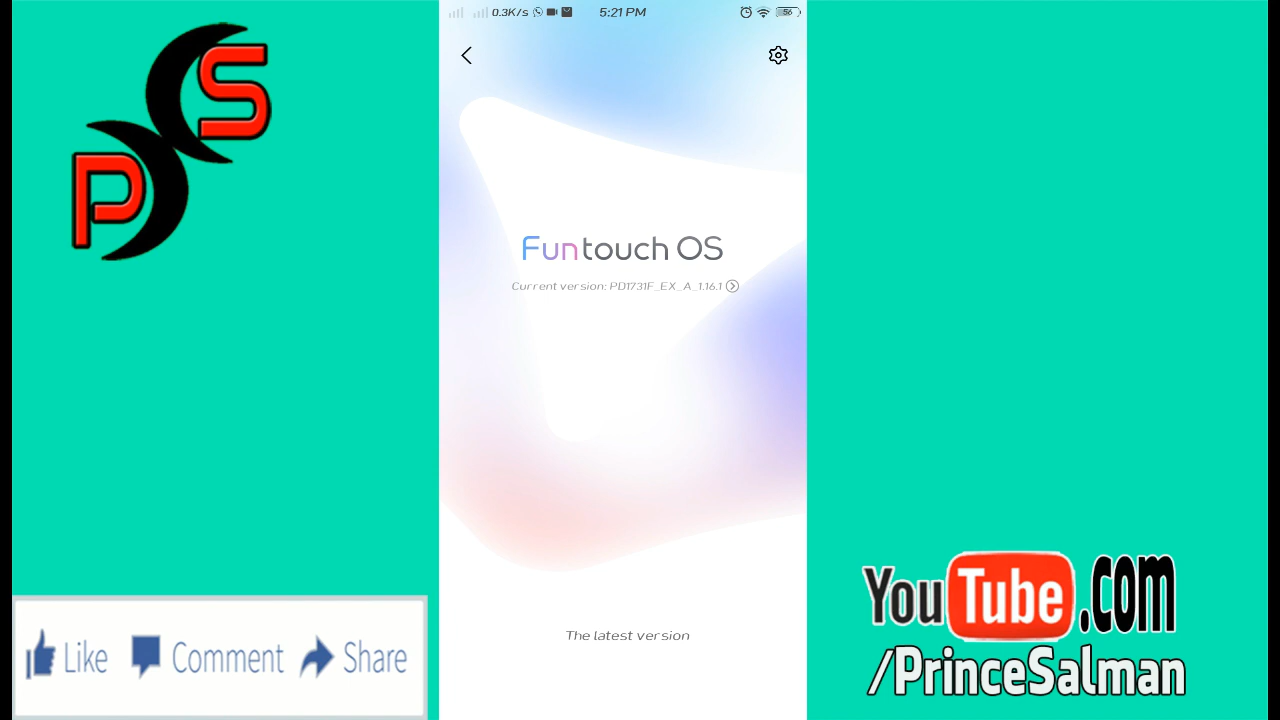 0.3K/s 5:21 PM 56
S
P
Funtouch OS
Current version: PD1731F_EX_A_1.16.1
The latest version
Like Comment Share
YouTube.com
/PrinceSalman